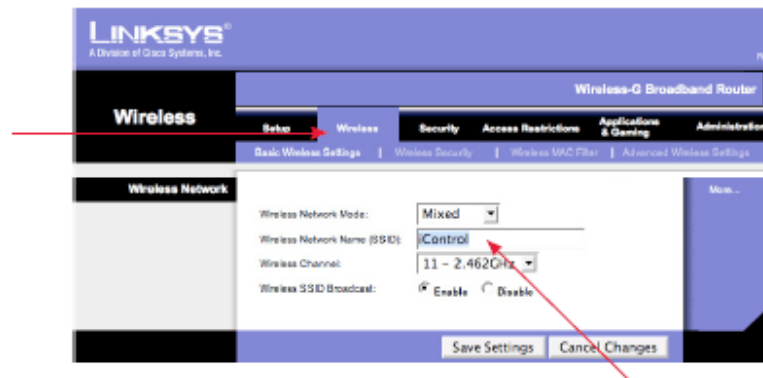 LINKSYS®
A Division of Cisco Systems, Inc.
Wireless-G Broadband Router
Wireless
Setup Wireless Security Access Restrictions Applications & Gaming Administration
Basic Wireless Settings | Wireless Security | Wireless MAC Filter | Advanced Wireless Settings
Wireless Network
More...
Wireless Network Mode: Mixed
Wireless Network Name (SSID): iControl
Wireless Channel: 11 - 2.462GHz
Wireless SSID Broadcast: Enable Disable
Save Settings Cancel Changes